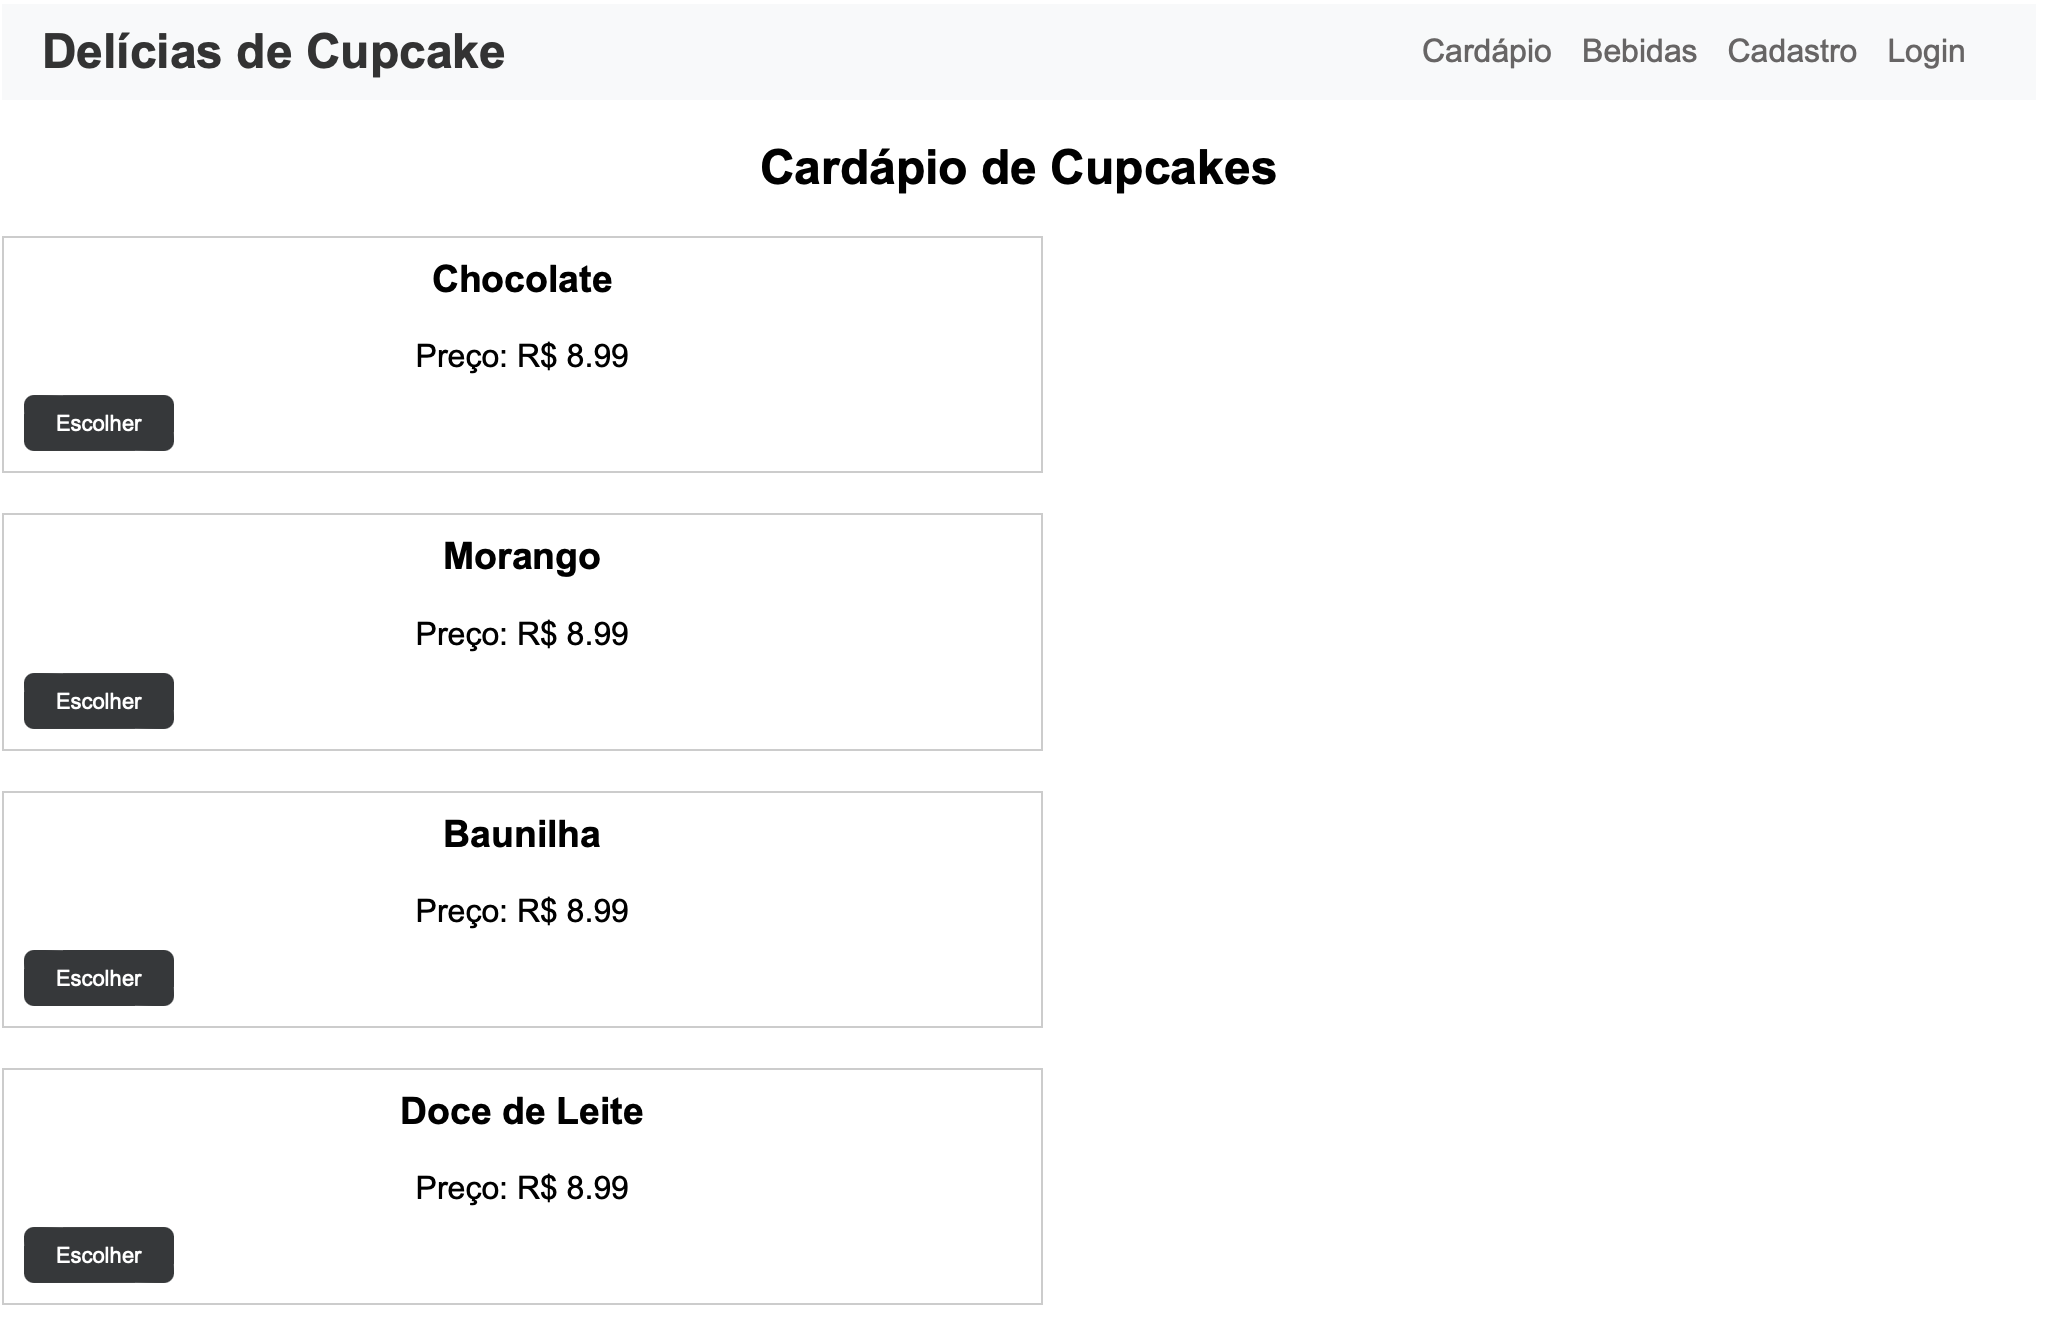 Delícias de Cupcake
Cardápio Bebidas Cadastro Login
Cardápio de Cupcakes
Chocolate
Preço: R$ 8.99
Escolher
Morango
Preço: R$ 8.99
Escolher
Baunilha
Preço: R$ 8.99
Escolher
Doce de Leite
Preço: R$ 8.99
Escolher